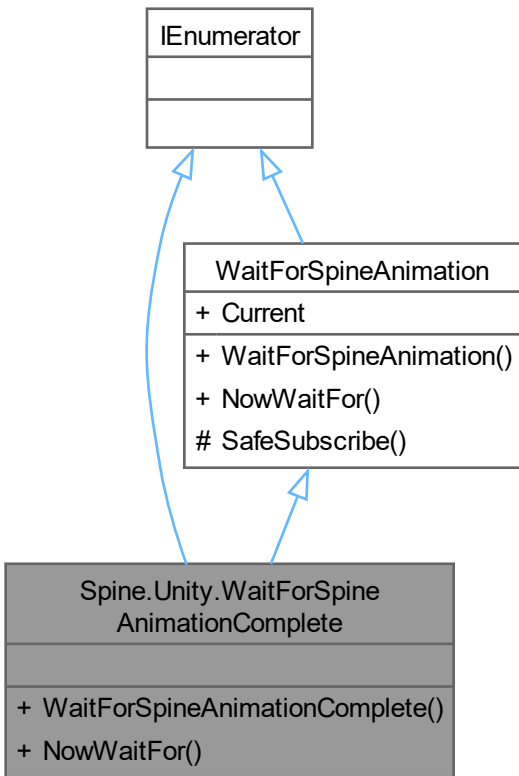 IEnumerator
WaitForSpineAnimation
+ Current
+ WaitForSpineAnimation()
+ NowWaitFor()
# SafeSubscribe()
Spine.Unity.WaitForSpine
AnimationComplete
+ WaitForSpineAnimationComplete()
+ NowWaitFor()